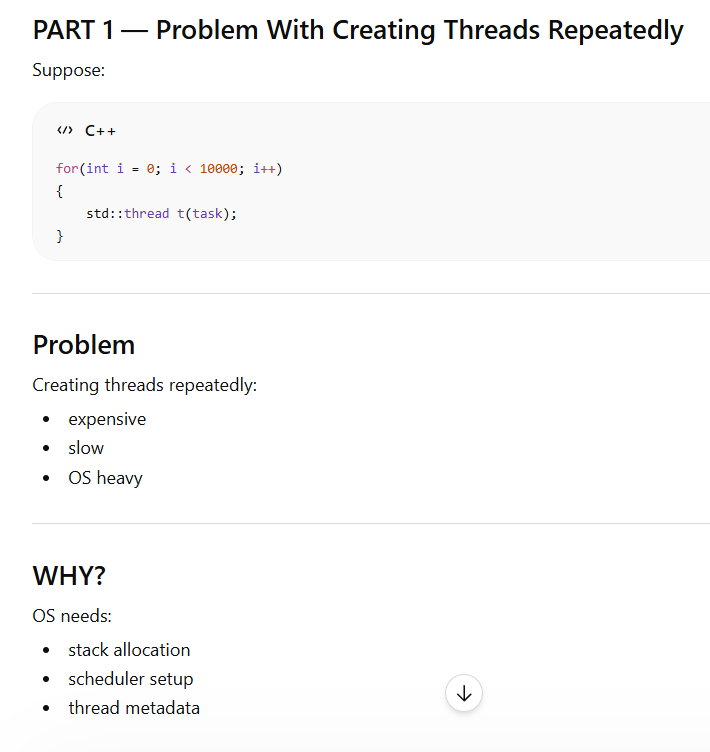 PART 1 — Problem With Creating Threads Repeatedly
Suppose:
</> C++
for(int i = 0; i < 10000; i++)
{
    std::thread t(task);
}
Problem
Creating threads repeatedly:
• expensive
• slow
• OS heavy
WHY?
OS needs:
• stack allocation
• scheduler setup
• thread metadata